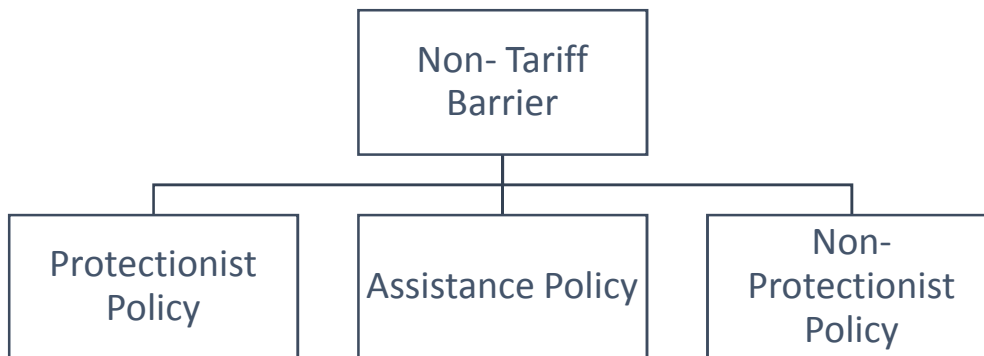 Non- Tariff
Barrier
Protectionist
Policy
Assistance Policy
Non-
Protectionist
Policy